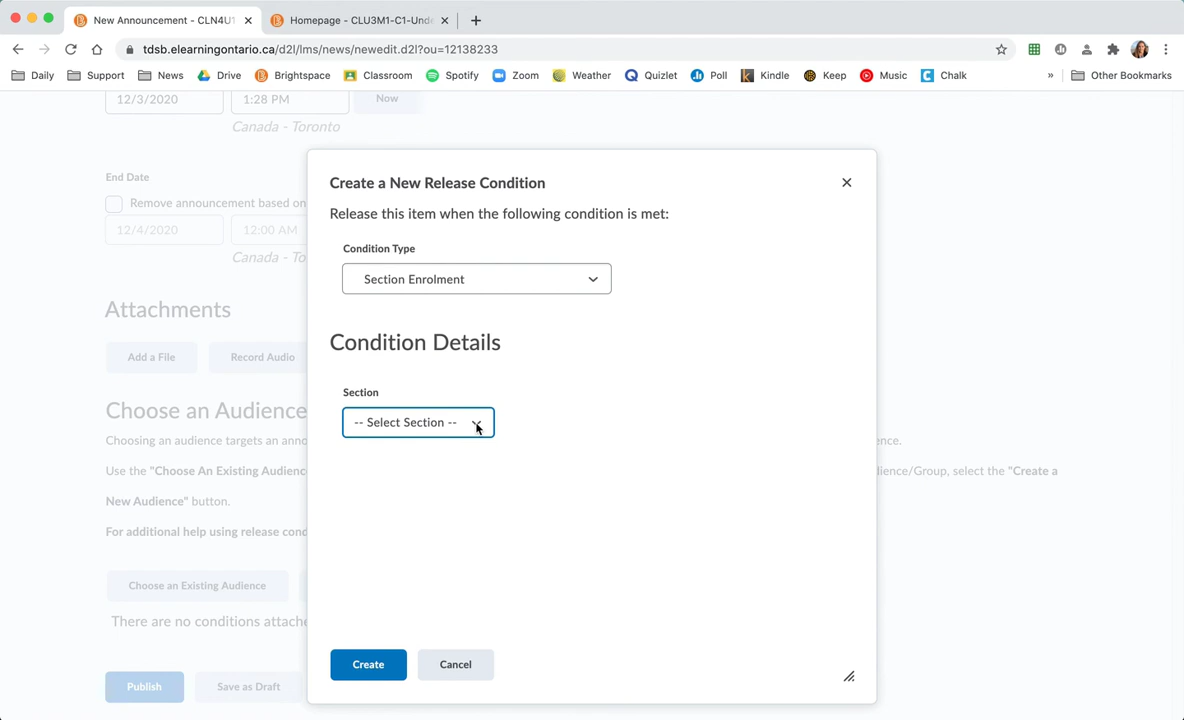 New Announcement - CLN4U1
Homepage - CLU3M1-C1-Unde
tdsb.elearningontario.ca/d2l/lms/news/newedit.d2l?ou=12138233
Daily
Support
News
Drive
Brightspace
Classroom
Spotify
Zoom
Weather
Quizlet
Poll
Kindle
Keep
Music
Chalk
»
Other Bookmarks
12/3/2020
1:28 PM
Now
Canada - Toronto
End Date
Remove announcement based on
12/4/2020
12:00 AM
Canada - To
Attachments
Add a File
Record Audio
Choose an Audience
Choosing an audience targets an anno
ence.
Use the "Choose An Existing Audienc
dience/Group, select the "Create a
New Audience" button.
For additional help using release cond
Choose an Existing Audience
There are no conditions attache
Publish
Save as Draft
Create a New Release Condition
Release this item when the following condition is met:
Condition Type
Section Enrolment
Condition Details
Section
-- Select Section --
Create
Cancel